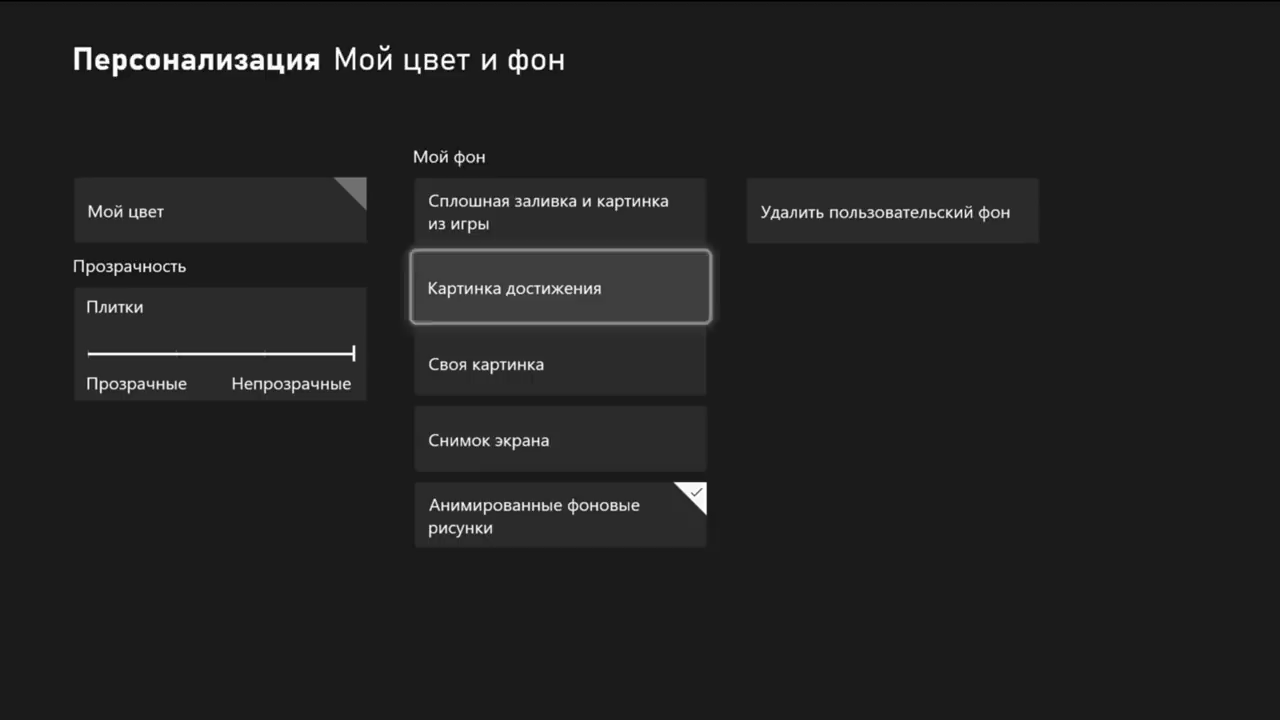 Персонализация Мой цвет и фон
Мой цвет
Прозрачность
Плитки
Прозрачные Непрозрачные
Мой фон
Сплошная заливка и картинка
из игры
Картинка достижения
Своя картинка
Снимок экрана
Анимированные фоновые
рисунки
Удалить пользовательский фон